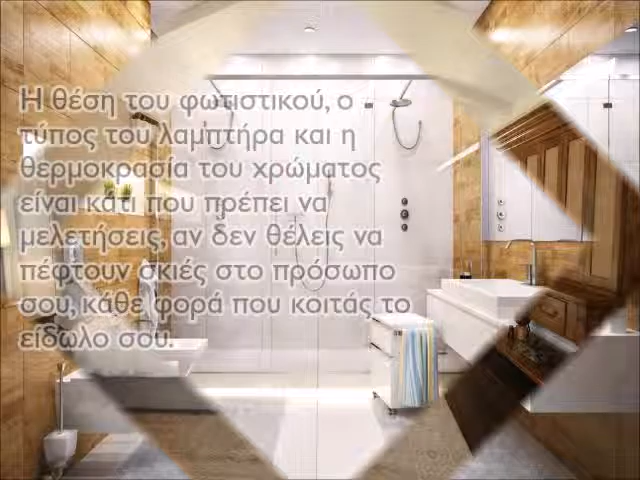 Η θέση του φωτιστικού, ο
τύπος του λαμπτήρα και η
θερμοκρασία του χρώματος
είναι κάτι που πρέπει να
μελετήσεις, αν δεν θέλεις να
πέφτουν σκιές στο πρόσωπο
σου, κάθε φορά που κοιτάς το
είδωλο σου.